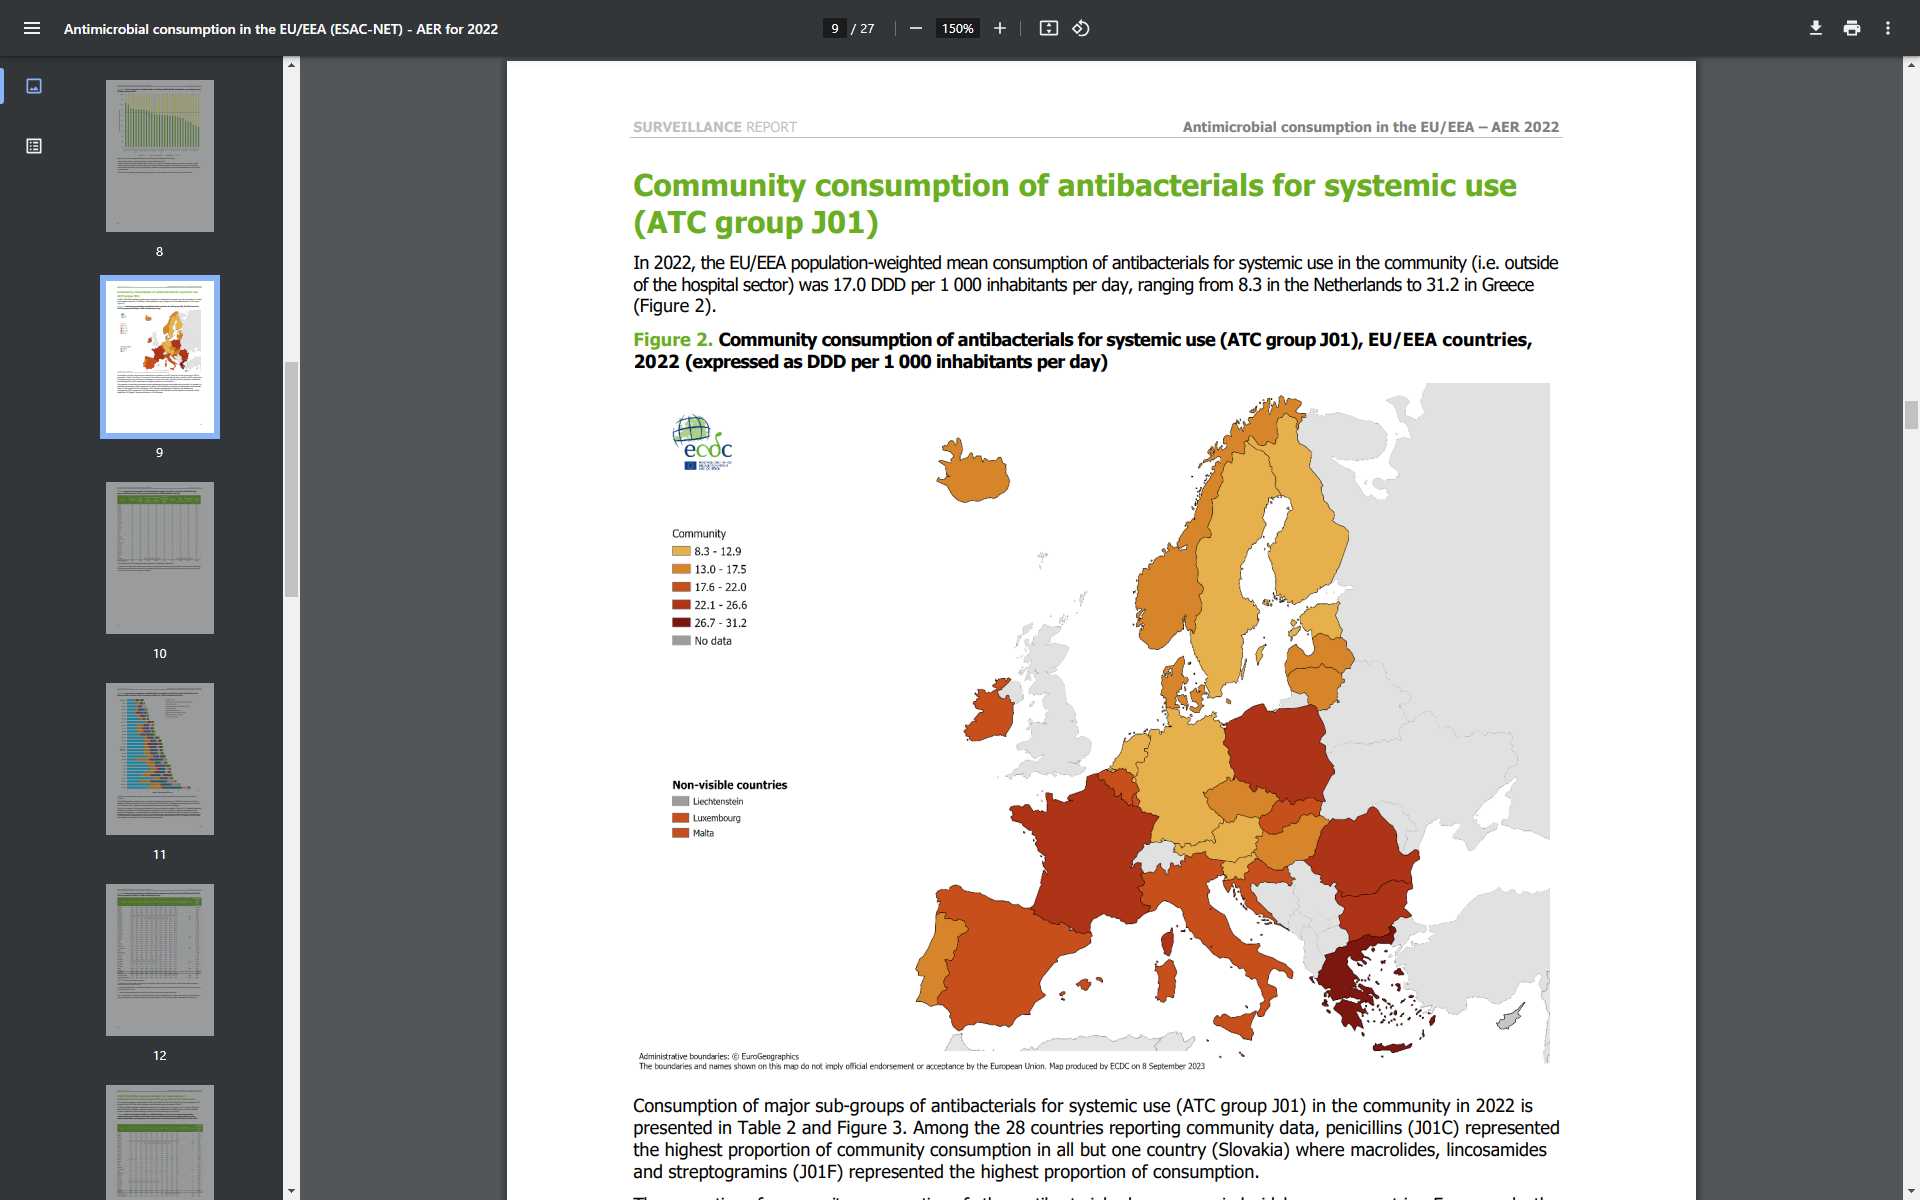 Antimicrobial consumption in the EU/EEA (ESAC-NET) - AER for 2022
9 / 27
150%
8
9
10
11
12
SURVEILLANCE REPORT
Antimicrobial consumption in the EU/EEA – AER 2022
Community consumption of antibacterials for systemic use
(ATC group J01)
In 2022, the EU/EEA population-weighted mean consumption of antibacterials for systemic use in the community (i.e. outside
of the hospital sector) was 17.0 DDD per 1 000 inhabitants per day, ranging from 8.3 in the Netherlands to 31.2 in Greece
(Figure 2).
Figure 2. Community consumption of antibacterials for systemic use (ATC group J01), EU/EEA countries,
2022 (expressed as DDD per 1 000 inhabitants per day)
ecdc
Community
8.3 - 12.9
13.0 - 17.5
17.6 - 22.0
22.1 - 26.6
26.7 - 31.2
No data
Non-visible countries
Liechtenstein
Luxembourg
Malta
Administrative boundaries: © EuroGeographics
The boundaries and names shown on this map do not imply official endorsement or acceptance by the European Union. Map produced by ECDC on 8 September 2023
Consumption of major sub-groups of antibacterials for systemic use (ATC group J01) in the community in 2022 is
presented in Table 2 and Figure 3. Among the 28 countries reporting community data, penicillins (J01C) represented
the highest proportion of community consumption in all but one country (Slovakia) where macrolides, lincosamides
and streptogramins (J01F) represented the highest proportion of consumption.